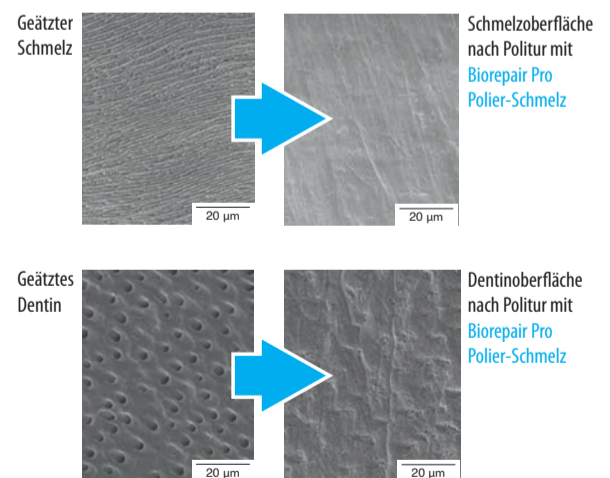 Geätzter
Schmelz
20 µm
20 µm
Schmelzoberfläche
nach Politur mit
Biorepair Pro
Polier-Schmelz
Geätztes
Dentin
20 µm
20 µm
Dentinoberfläche
nach Politur mit
Biorepair Pro
Polier-Schmelz